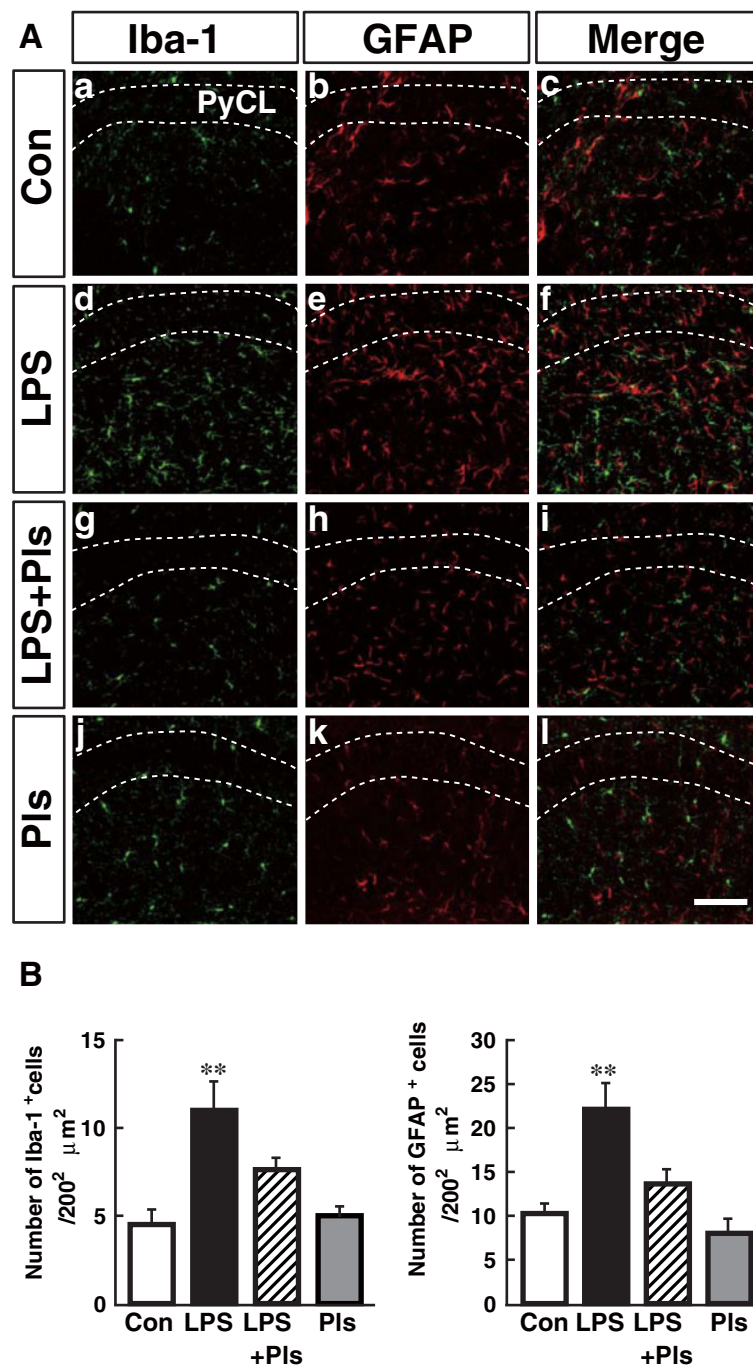 A
Iba-1 GFAP Merge
Con
a PyCL b c
LPS
d e f
LPS+Pls
g h i
Pls
j k l
B
Number of Iba-1 +cells
/200² μm²
15
10
5
0
**
Con LPS LPS Pls
+Pls
Number of GFAP + cells
/200² μm²
30
25
20
15
10
5
0
**
Con LPS LPS Pls
+Pls